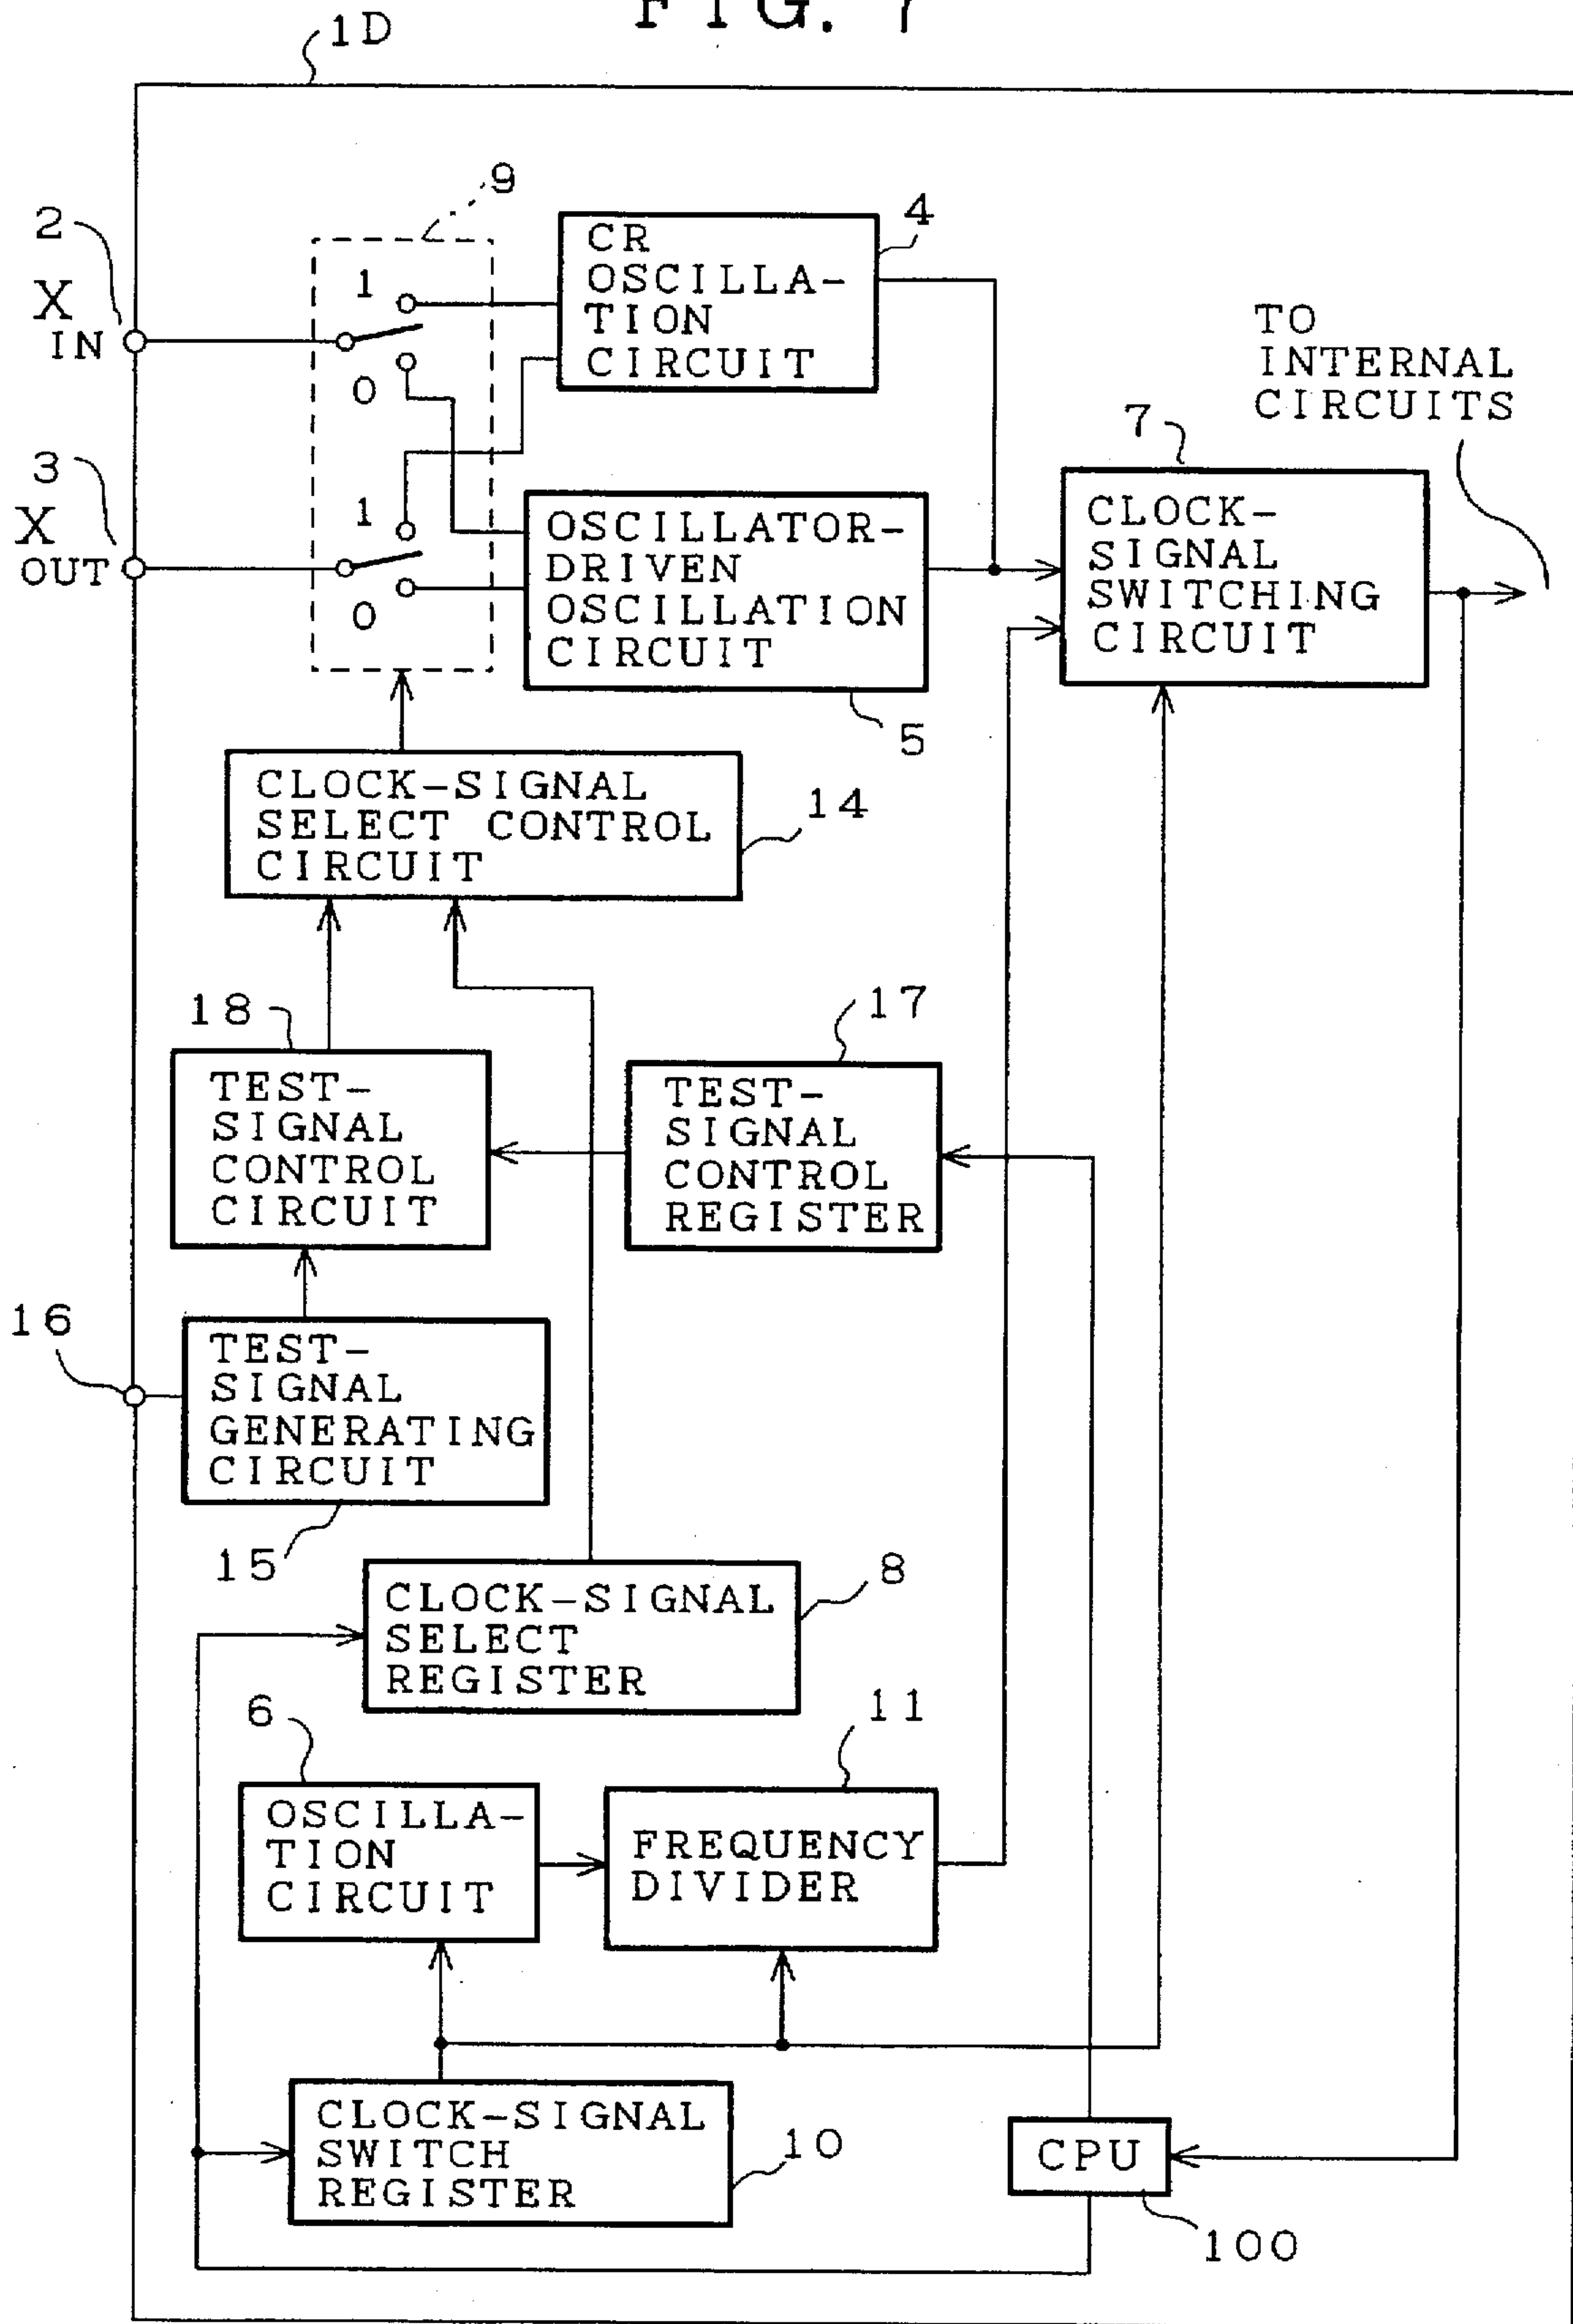 FIG. 7
1D
9
2
4
CR
OSCILLA-
TION
CIRCUIT
X
IN
1
0
TO
INTERNAL
CIRCUITS
7
3
X
OUT
1
0
OSCILLATOR-
DRIVEN
OSCILLATION
CIRCUIT
CLOCK-
SIGNAL
SWITCHING
CIRCUIT
5
CLOCK-SIGNAL
SELECT CONTROL
CIRCUIT
14
18
17
TEST-
SIGNAL
CONTROL
CIRCUIT
TEST-
SIGNAL
CONTROL
REGISTER
16
TEST-
SIGNAL
GENERATING
CIRCUIT
15
8
CLOCK-SIGNAL
SELECT
REGISTER
6
11
OSCILLA-
TION
CIRCUIT
FREQUENCY
DIVIDER
CLOCK-SIGNAL
SWITCH
REGISTER
10
CPU
100